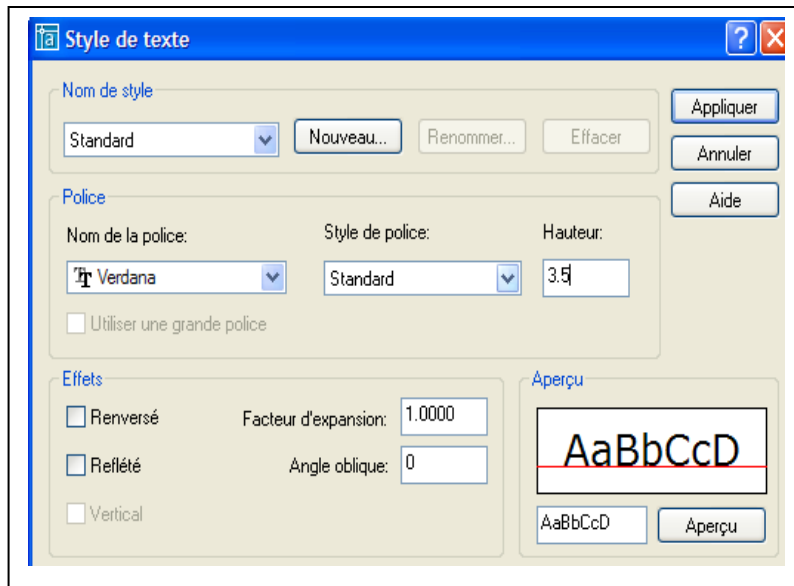 Style de texte
Nom de style
Standard Nouveau... Renommer... Effacer
Appliquer
Annuler
Aide
Police
Nom de la police: Style de police: Hauteur:
Verdana Standard 3.5
Utiliser une grande police
Effets
Renversé Facteur d'expansion: 1.0000
Reflété Angle oblique: 0
Vertical
Aperçu
AaBbCcD
AaBbCcD Aperçu